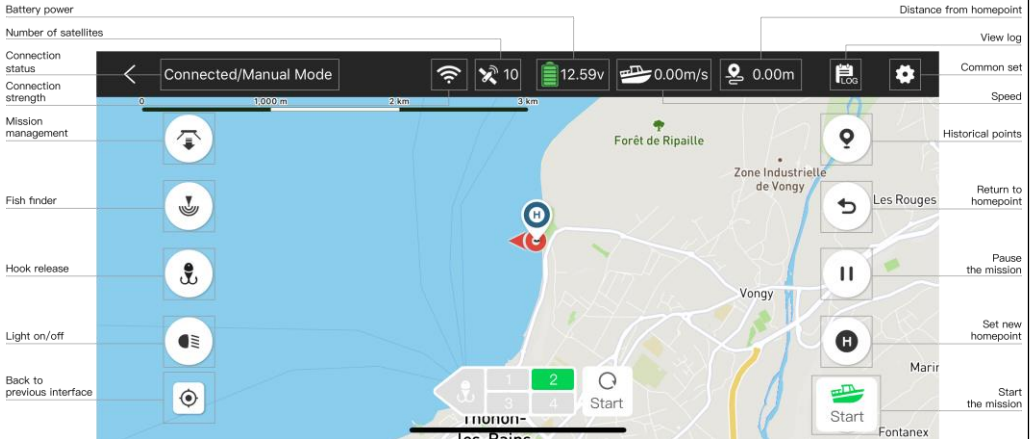 Battery power
Distance from homepoint
Number of satellites
View log
Connection
status
Common set
Connected/Manual Mode
10
12.59v
0.00m/s
0.00m
LOG
Connection
strength
Speed
0
1,000 m
2 km
3 km
Mission
management
Historical points
Forêt de Ripaille
Zone Industrielle
de Vongy
Fish finder
Return to
homepoint
Les Rouges
H
Hook release
Pause
the mission
Vongy
Light on/off
Set new
homepoint
H
Marin
Back to
previous interface
1
2
3
4
Start
Start
Start
the mission
Thonon-
les-Bains
Fontanex